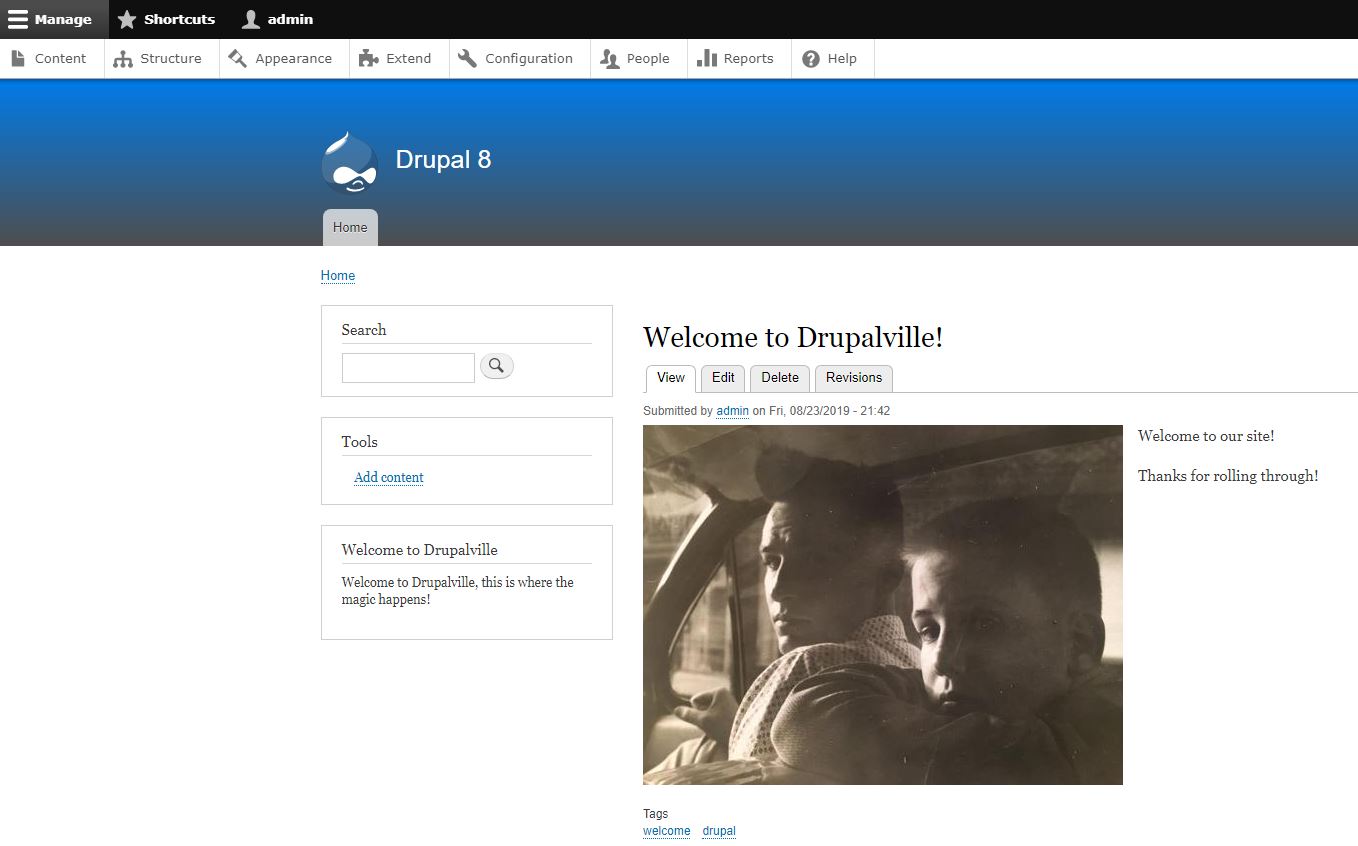 Manage Shortcuts admin
Content Structure Appearance Extend Configuration People Reports Help
Drupal 8
Home
Home
Search
Tools
Add content
Welcome to Drupalville
Welcome to Drupalville, this is where the
magic happens!
Welcome to Drupalville!
View Edit Delete Revisions
Submitted by admin on Fri, 08/23/2019 - 21:42
Welcome to our site!
Thanks for rolling through!
Tags
welcome drupal